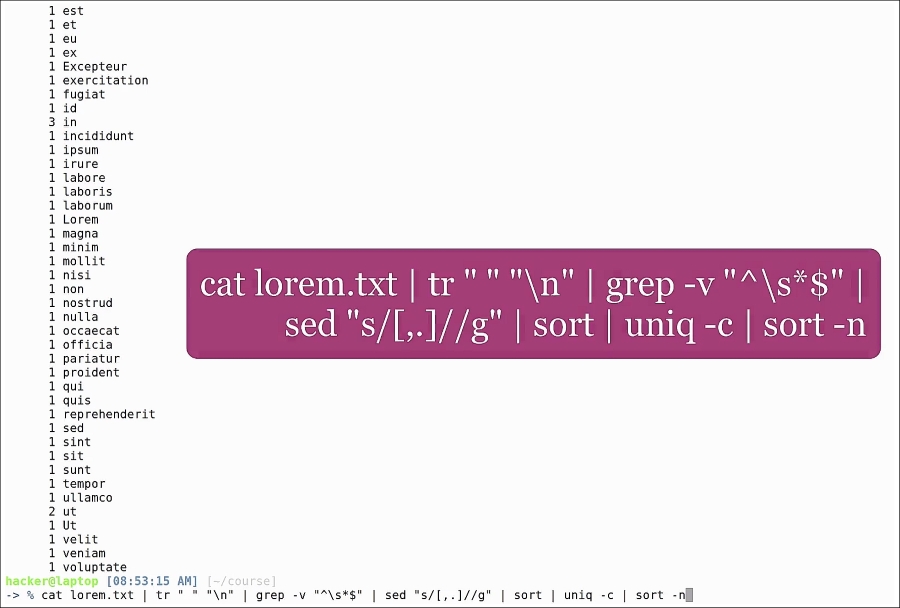 1 est
1 et
1 eu
1 ex
1 Excepteur
1 exercitation
1 fugiat
1 id
3 in
1 incididunt
1 ipsum
1 irure
1 labore
1 laboris
1 laborum
1 Lorem
1 magna
1 minim
1 mollit
1 nisi
1 non
1 nostrud
1 nulla
1 occaecat
1 officia
1 pariatur
1 proident
1 qui
1 quis
1 reprehenderit
1 sed
1 sint
1 sit
1 sunt
1 tempor
1 ullamco
2 ut
1 Ut
1 velit
1 veniam
1 voluptate
cat lorem.txt | tr " " "\n" | grep -v "^\s*$" |
sed "s/[,.]//g" | sort | uniq -c | sort -n
hacker@laptop [08:53:15 AM] [~/course]
-> % cat lorem.txt | tr " " "\n" | grep -v "^\s*$" | sed "s/[,.]//g" | sort | uniq -c | sort -n